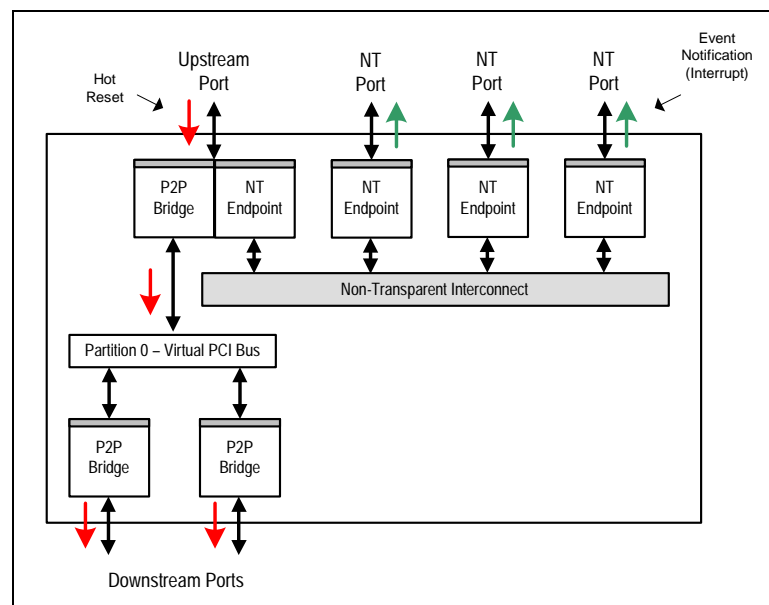 Upstream
Port
NT
Port
NT
Port
NT
Port
Event
Notification
(Interrupt)
Hot
Reset
P2P
Bridge
NT
Endpoint
NT
Endpoint
NT
Endpoint
NT
Endpoint
Non-Transparent Interconnect
Partition 0 – Virtual PCI Bus
P2P
Bridge
P2P
Bridge
Downstream Ports